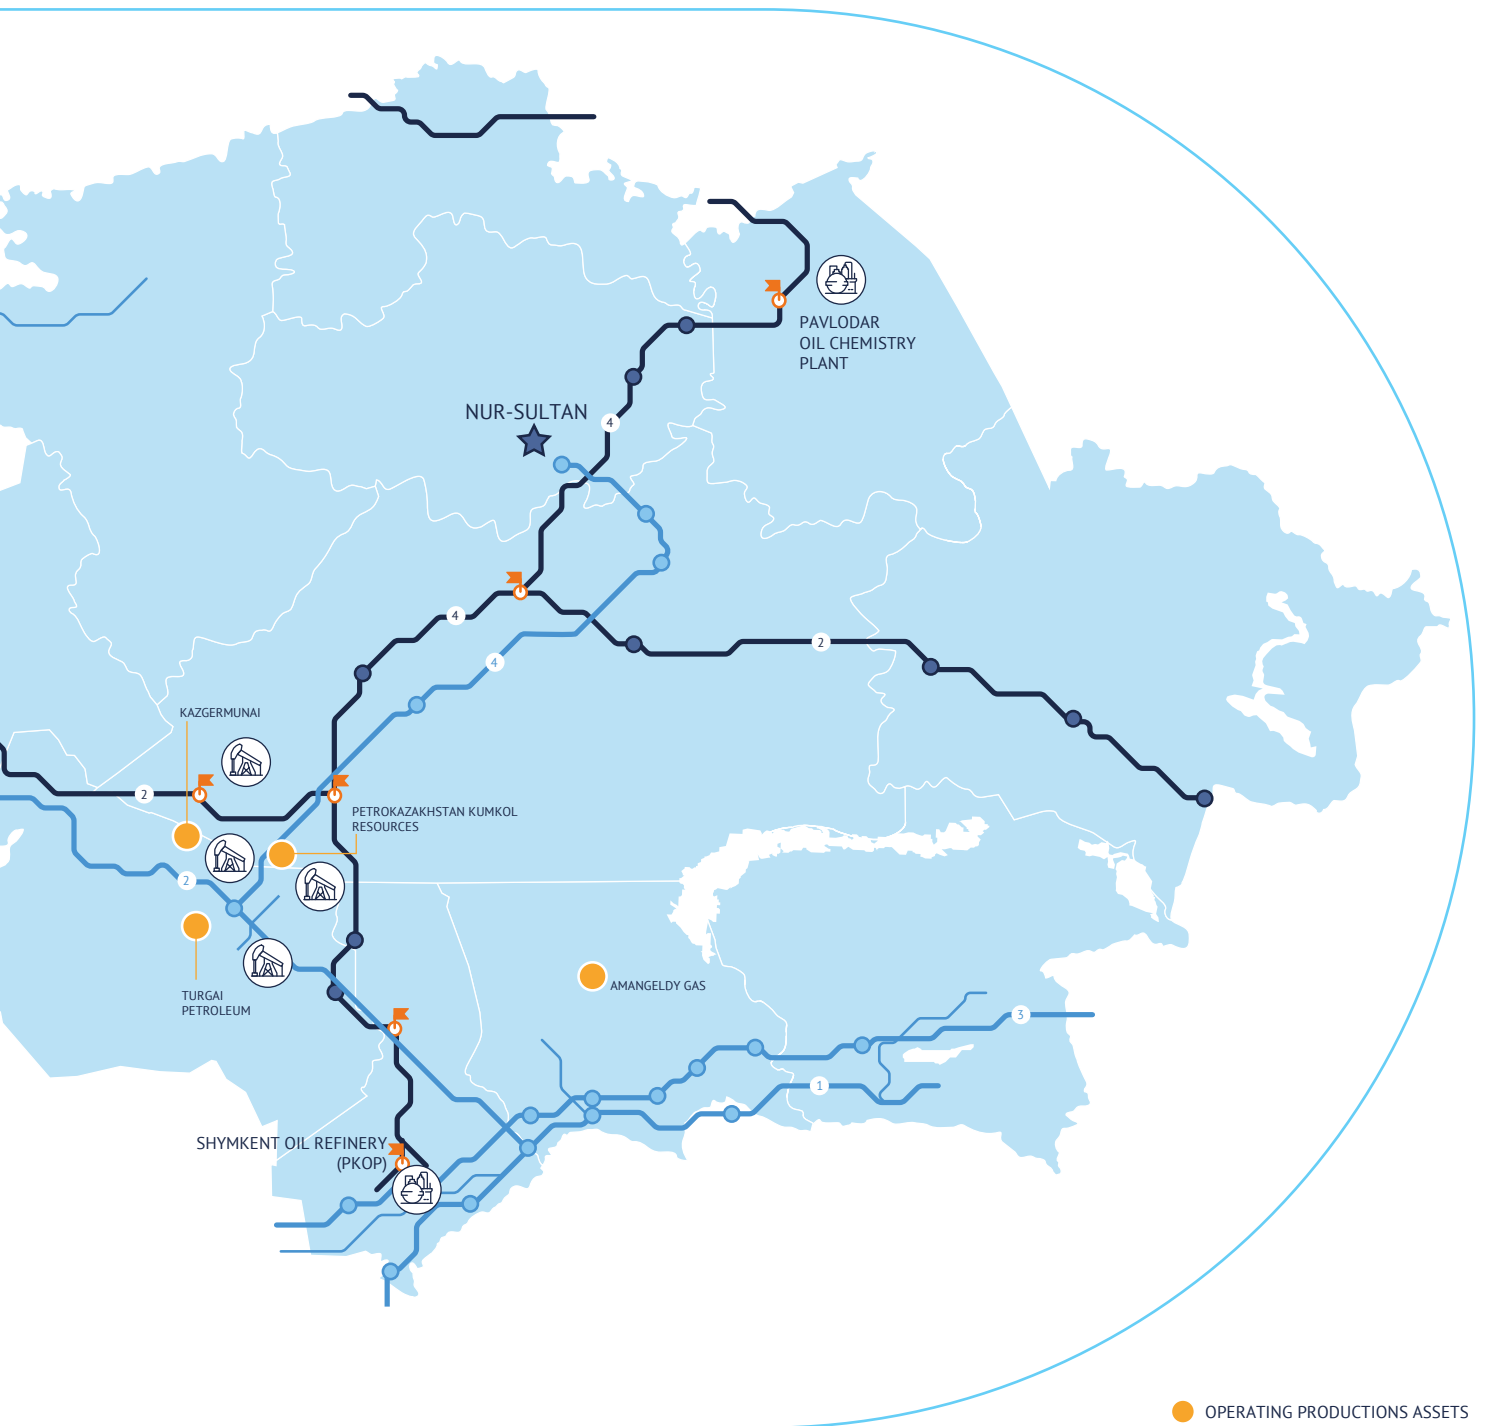 PAVLODAR
OIL CHEMISTRY
PLANT
NUR-SULTAN
4
4
2
4
KAZGERMUNAI
2
PETROKAZAKHSTAN KUMKOL
RESOURCES
2
AMANGELDY GAS
TURGAI
PETROLEUM
3
1
SHYMKENT OIL REFINERY
(PKOP)
OPERATING PRODUCTIONS ASSETS